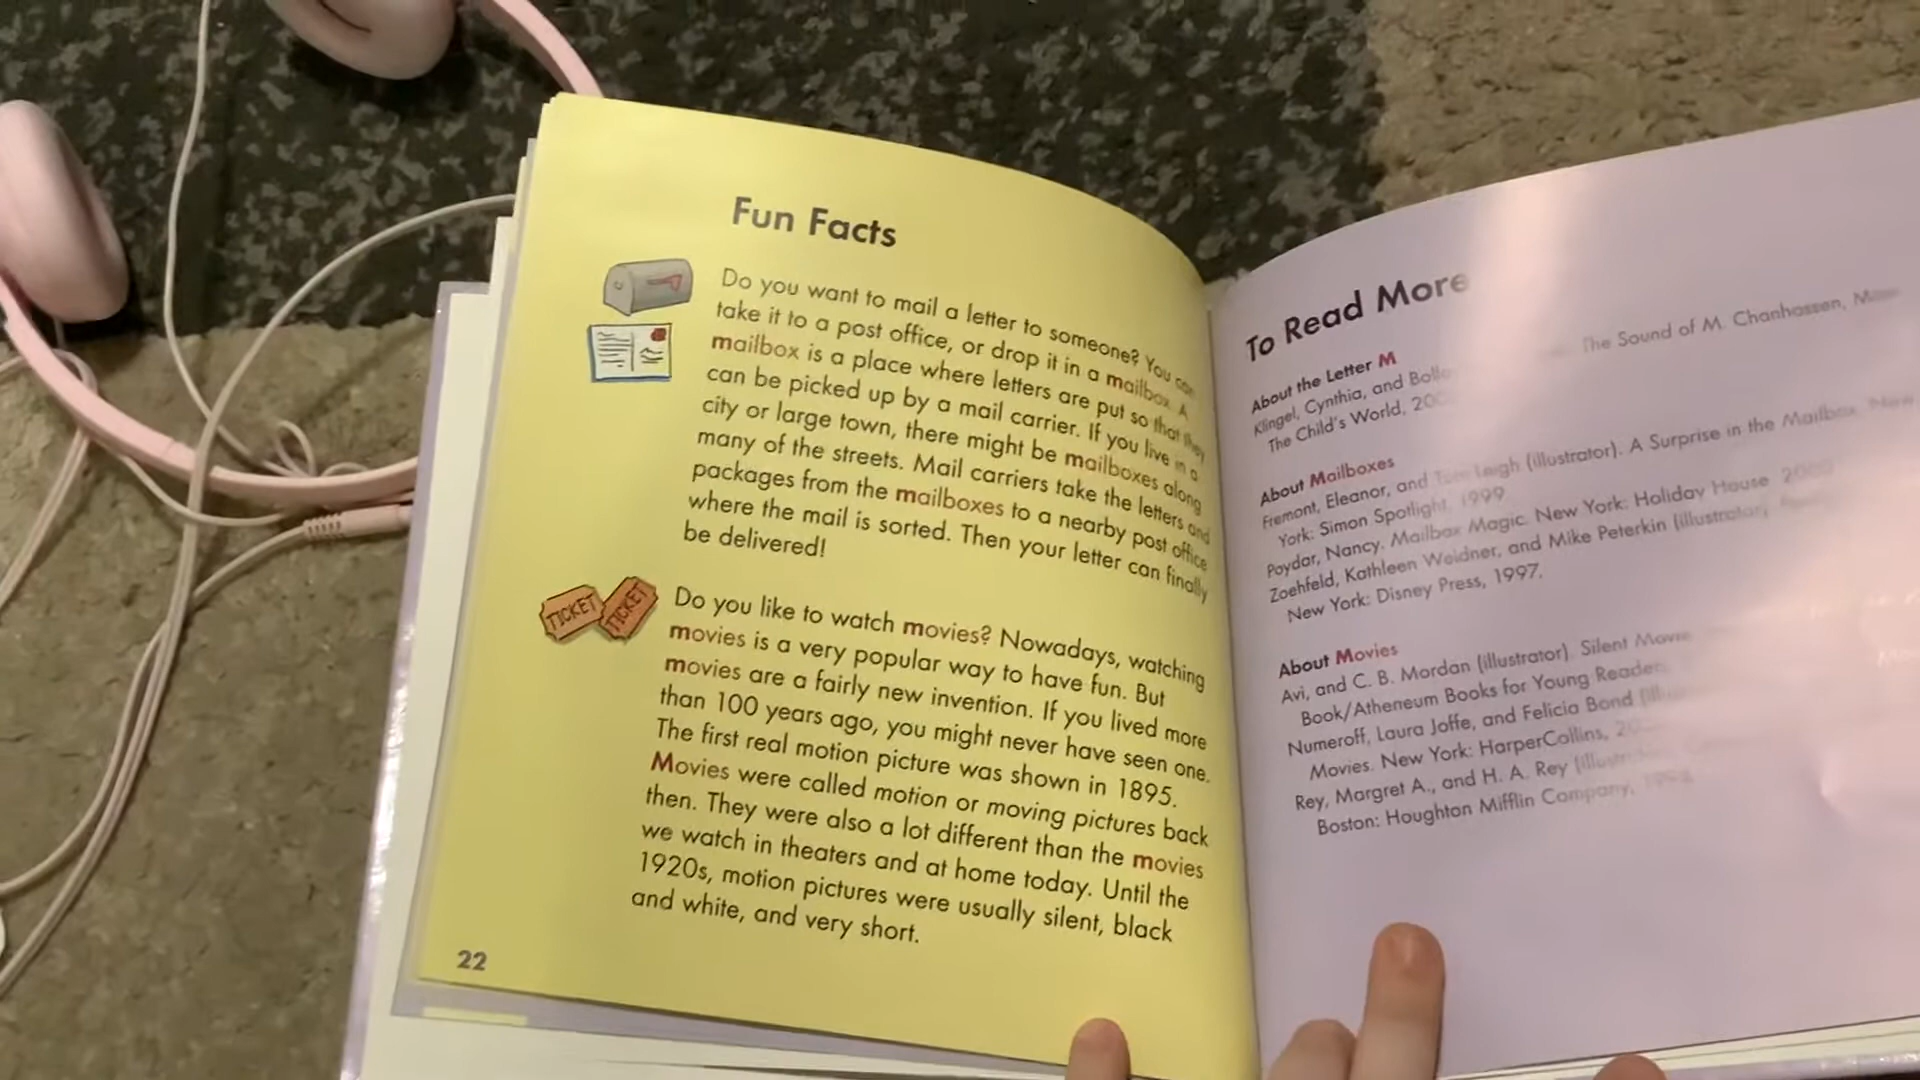 Fun Facts
Do you want to mail a letter to someone? You can
take it to a post office, or drop it in a mailbox. A
mailbox is a place where letters are put so that they
can be picked up by a mail carrier. If you live in a
city or large town, there might be mailboxes along
many of the streets. Mail carriers take the letters and
packages from the mailboxes to a nearby post office
where the mail is sorted. Then your letter can finally
be delivered!
TICKET TICKET
Do you like to watch movies? Nowadays, watching
movies is a very popular way to have fun. But
movies are a fairly new invention. If you lived more
than 100 years ago, you might never have seen one.
The first real motion picture was shown in 1895.
Movies were called motion or moving pictures back
then. They were also a lot different than the movies
we watch in theaters and at home today. Until the
1920s, motion pictures were usually silent, black
and white, and very short.
22
To Read More
About the Letter M
Klingel, Cynthia, and The Sound of M. Chanhassen,
The Child's World,
About Mailboxes
Fremont, Eleanor, and Leigh (illustrator). A Surprise in the Mailbox. New
York: Simon Spotlight, 1999.
Poydar, Nancy. Mailbox Magic. New York: Holiday House
Zoehfeld, Kathleen Weidner, and Mike Peterkin (illustrator).
New York: Disney Press, 1997.
About Movies
Avi, and C. B. Mordan (illustrator). Silent Movie
Book/Atheneum Books for Young Readers,
Numeroff, Laura Joffe, and Felicia Bond
Movies. New York: HarperCollins,
Rey, Margret A., and H. A. Rey
Boston: Houghton Mifflin Company,